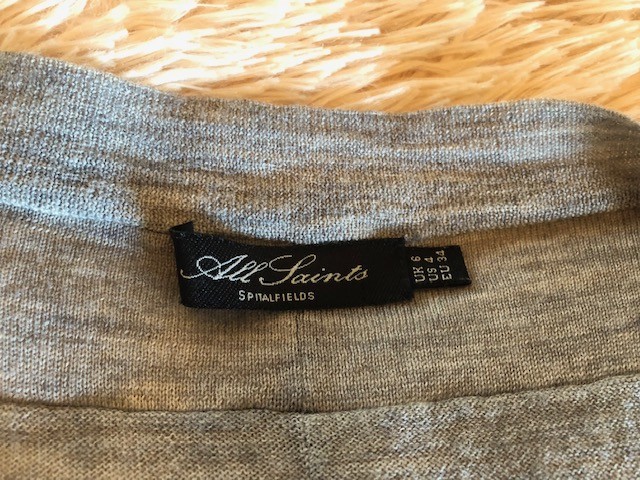 All Saints
SPITALFIELDS
UK 6
US 4
EU 34